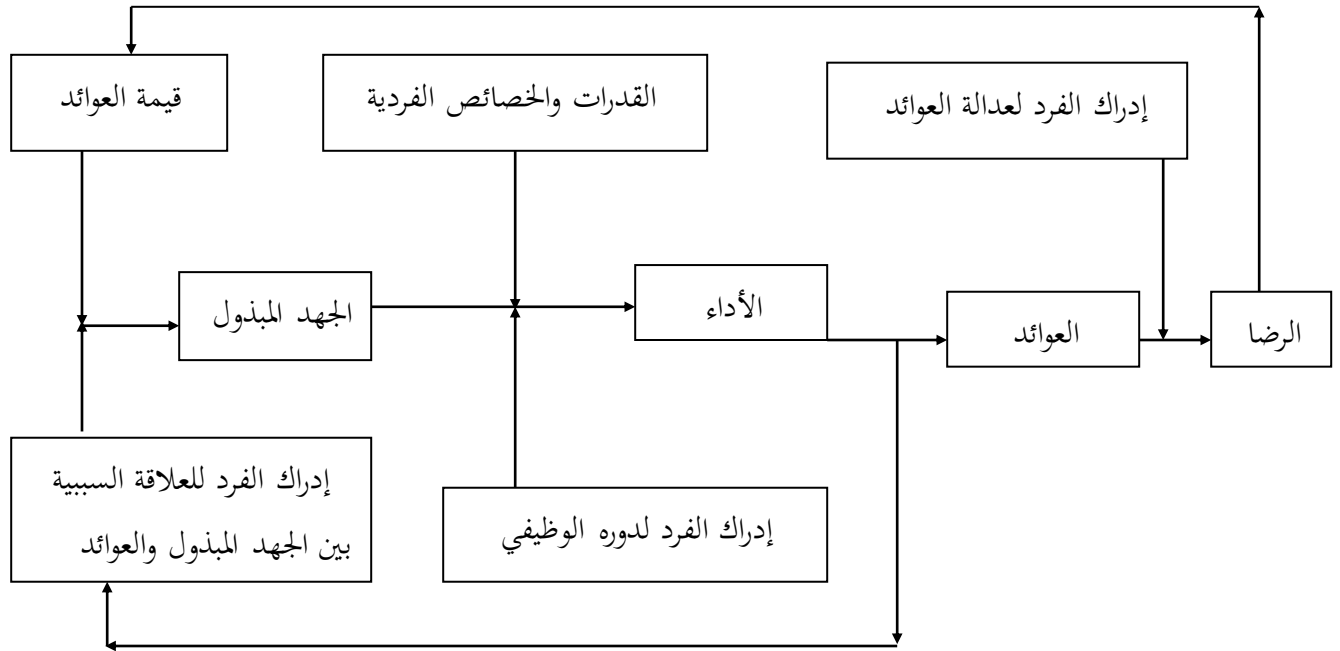 إدراك الفرد لعدالة العوائد
القدرات والخصائص الفردية
قيمة العوائد
الرضا
العوائد
الأداء
الجهد المبذول
إدراك الفرد لدوره الوظيفي
إدراك الفرد للعلاقة السببية
بين الجهد المبذول والعوائد